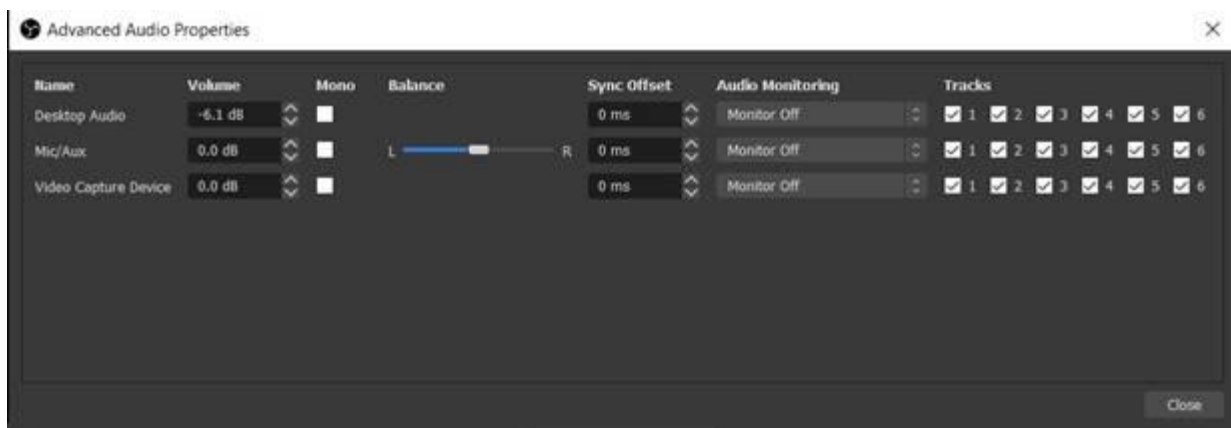 Advanced Audio Properties
Name Volume Mono Balance Sync Offset Audio Monitoring Tracks
Desktop Audio -6.1 dB 0 ms Monitor Off 1 2 3 4 5 6
Mic/Aux 0.0 dB L R 0 ms Monitor Off 1 2 3 4 5 6
Video Capture Device 0.0 dB 0 ms Monitor Off 1 2 3 4 5 6
Close